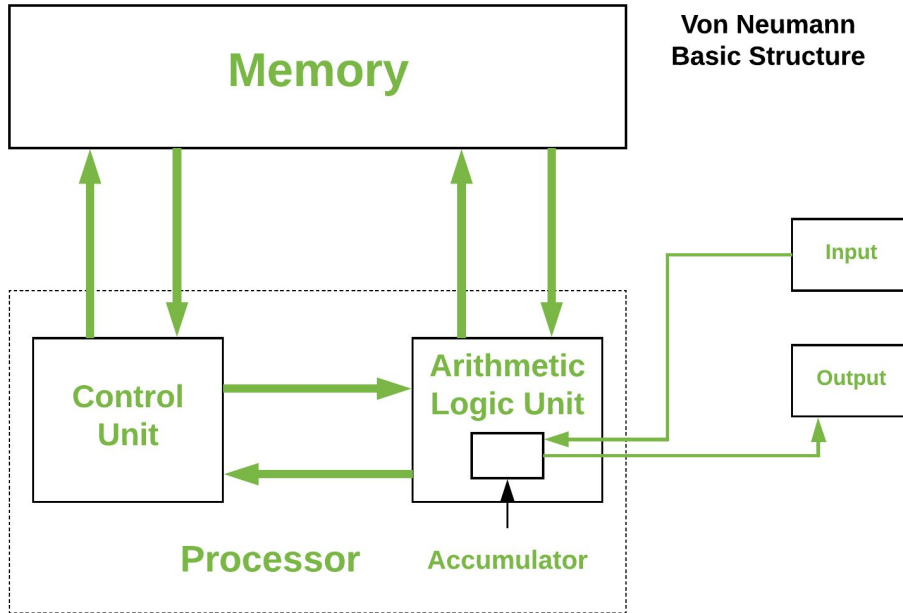 Von Neumann
Basic Structure
Memory
Input
Output
Control
Unit
Arithmetic
Logic Unit
Accumulator
Processor